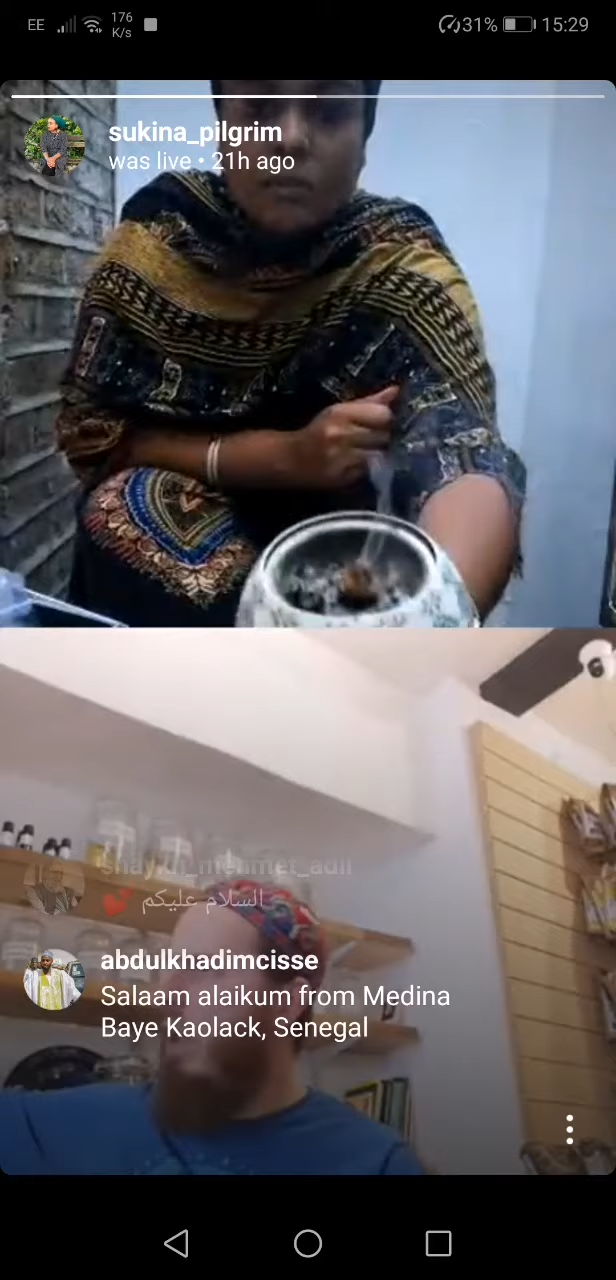 EE
176
K/s
31%
15:29
sukina_pilgrim
was live • 21h ago
shaykh_mehmet_adil
السلام عليكم
abdulkhadimcisse
Salaam alaikum from Medina
Baye Kaolack, Senegal